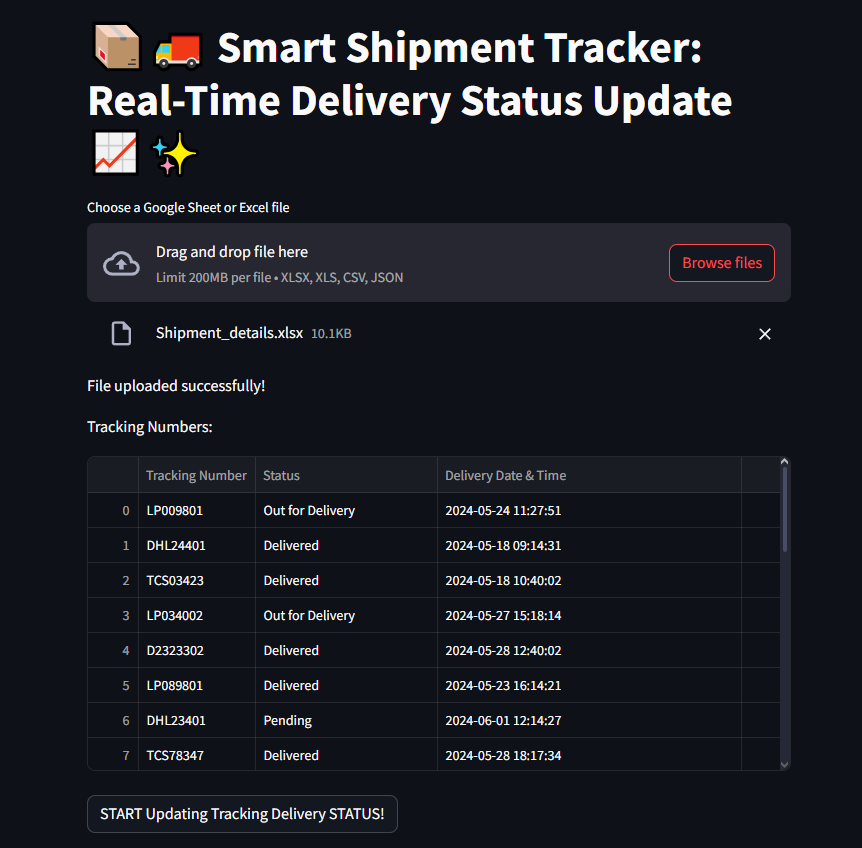 Smart Shipment Tracker:
Real-Time Delivery Status Update
Choose a Google Sheet or Excel file
Drag and drop file here
Limit 200MB per file • XLSX, XLS, CSV, JSON
Browse files
Shipment_details.xlsx 10.1KB
File uploaded successfully!
Tracking Numbers:
Tracking Number Status Delivery Date & Time
0 LP009801 Out for Delivery 2024-05-24 11:27:51
1 DHL24401 Delivered 2024-05-18 09:14:31
2 TCS03423 Delivered 2024-05-18 10:40:02
3 LP034002 Out for Delivery 2024-05-27 15:18:14
4 D2323302 Delivered 2024-05-28 12:40:02
5 LP089801 Delivered 2024-05-23 16:14:21
6 DHL23401 Pending 2024-06-01 12:14:27
7 TCS78347 Delivered 2024-05-28 18:17:34
START Updating Tracking Delivery STATUS!